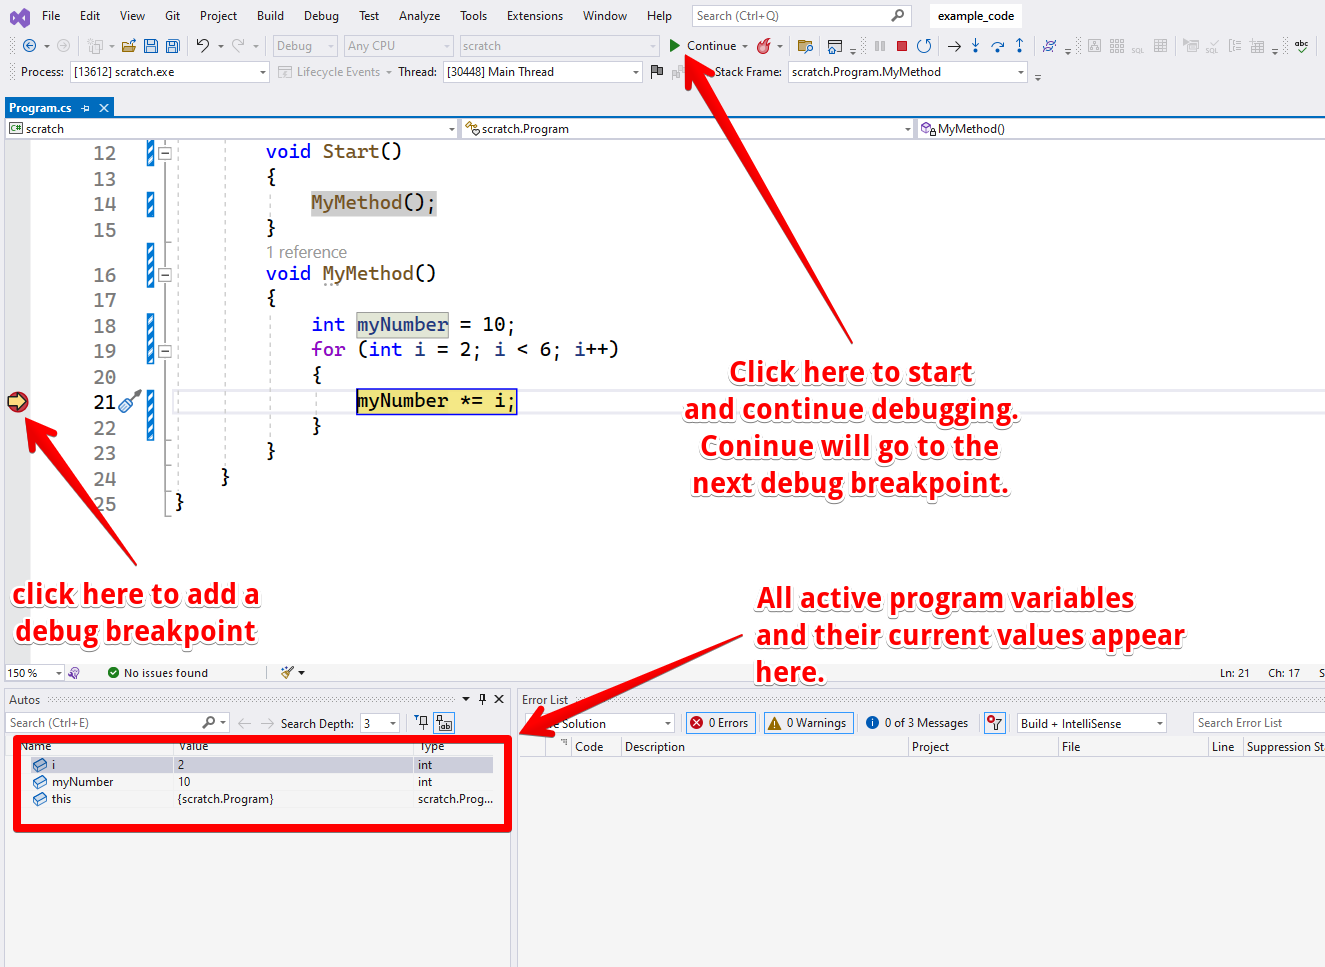 File Edit View Git Project Build Debug Test Analyze Tools Extensions Window Help Search (Ctrl+Q) example_code
Debug Any CPU scratch Continue
Process: [13612] scratch.exe Lifecycle Events Thread: [30448] Main Thread Stack Frame: scratch.Program.MyMethod
Program.cs
C# scratch scratch.Program MyMethod()
12 void Start()
13 {
14 MyMethod();
15 }
1 reference
16 void MyMethod()
17 {
18 int myNumber = 10;
19 for (int i = 2; i < 6; i++)
20 {
21 myNumber *= i;
22 }
23 }
24 }
25 }
Click here to start
and continue debugging.
Coninue will go to the
next debug breakpoint.
click here to add a
debug breakpoint
All active program variables
and their current values appear
here.
150 % No issues found Ln: 21 Ch: 17 S
Autos
Search (Ctrl+E) Search Depth: 3
Name Value Type
i 2 int
myNumber 10 int
this {scratch.Program} scratch.Prog...
Error List
Solution 0 Errors 0 Warnings 0 of 3 Messages Build + IntelliSense Search Error List
Code Description Project File Line Suppression Sta